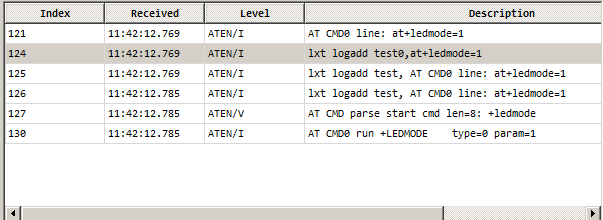 Index Received Level Description
121 11:42:12.769 ATEN/I AT CMD0 line: at+ledmode=1
124 11:42:12.769 ATEN/I lxt logadd test0,at+ledmode=1
125 11:42:12.769 ATEN/I lxt logadd test, AT CMD0 line: at+ledmode=1
126 11:42:12.785 ATEN/I lxt logadd test, AT CMD0 line: at+ledmode=1
127 11:42:12.785 ATEN/V AT CMD parse start cmd len=8: +ledmode
130 11:42:12.785 ATEN/I AT CMD0 run +LEDMODE    type=0 param=1